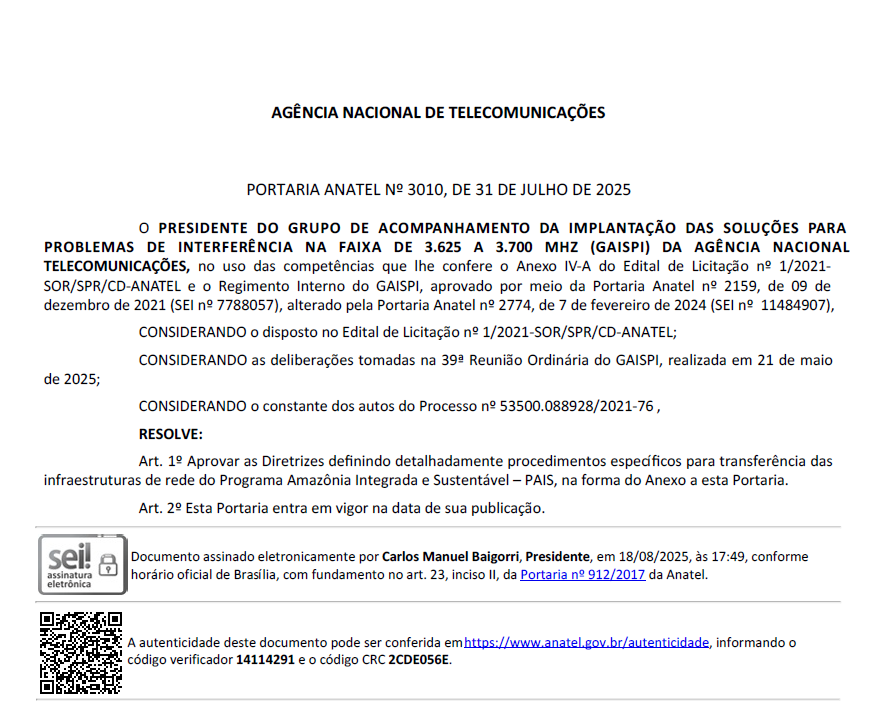 AGÊNCIA NACIONAL DE TELECOMUNICAÇÕES
PORTARIA ANATEL Nº 3010, DE 31 DE JULHO DE 2025
O PRESIDENTE DO GRUPO DE ACOMPANHAMENTO DA IMPLANTAÇÃO DAS SOLUÇÕES PARA
PROBLEMAS DE INTERFERÊNCIA NA FAIXA DE 3.625 A 3.700 MHZ (GAISPI) DA AGÊNCIA NACIONAL
TELECOMUNICAÇÕES, no uso das competências que lhe confere o Anexo IV-A do Edital de Licitação nº 1/2021-
SOR/SPR/CD-ANATEL e o Regimento Interno do GAISPI, aprovado por meio da Portaria Anatel nº 2159, de 09 de
dezembro de 2021 (SEI nº 7788057), alterado pela Portaria Anatel nº 2774, de 7 de fevereiro de 2024 (SEI nº 11484907),
CONSIDERANDO o disposto no Edital de Licitação nº 1/2021-SOR/SPR/CD-ANATEL;
CONSIDERANDO as deliberações tomadas na 39ª Reunião Ordinária do GAISPI, realizada em 21 de maio
de 2025;
CONSIDERANDO o constante dos autos do Processo nº 53500.088928/2021-76 ,
RESOLVE:
Art. 1º Aprovar as Diretrizes definindo detalhadamente procedimentos específicos para transferência das
infraestruturas de rede do Programa Amazônia Integrada e Sustentável – PAIS, na forma do Anexo a esta Portaria.
Art. 2º Esta Portaria entra em vigor na data de sua publicação.
sei!
assinatura
eletrônica
Documento assinado eletronicamente por Carlos Manuel Baigorri, Presidente, em 18/08/2025, às 17:49, conforme
horário oficial de Brasília, com fundamento no art. 23, inciso II, da Portaria nº 912/2017 da Anatel.
A autenticidade deste documento pode ser conferida em https://www.anatel.gov.br/autenticidade, informando o
código verificador 14114291 e o código CRC 2CDE056E.